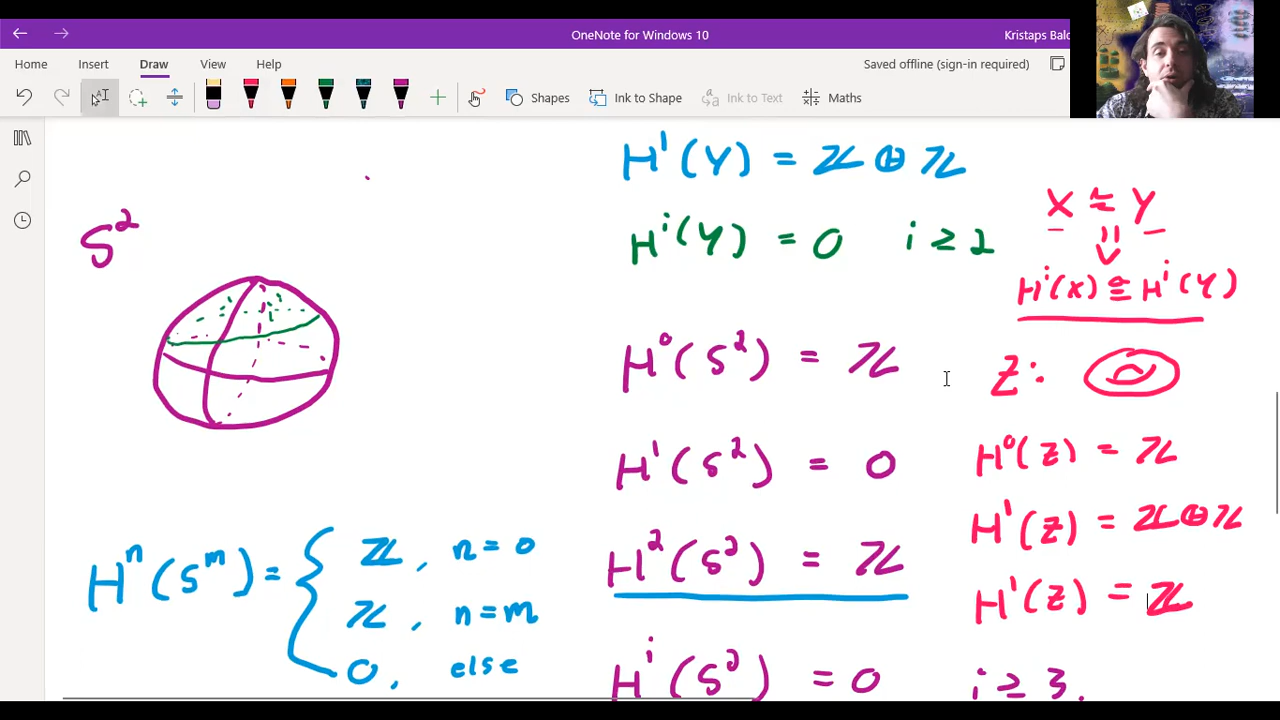 OneNote for Windows 10
Kristaps Balo
Home Insert Draw View Help
Saved offline (sign-in required)
Shapes Ink to Shape Ink to Text Maths
H¹(Y) = ℤ ⊕ ℤ
Hⁱ(Y) = 0 i ≥ 2
X ≃ Y
⇓
Hⁱ(X) ≅ Hⁱ(Y)
S²
H⁰(S²) = ℤ
Z:
H¹(S²) = 0
H⁰(Z) = ℤ
H¹(Z) = ℤ ⊕ ℤ
H²(S²) = ℤ
H¹(Z) = ℤ
Hⁿ(Sᵐ) = { ℤ, n = 0
ℤ, n = m
0, else
Hⁱ(S²) = 0 i ≥ 3.